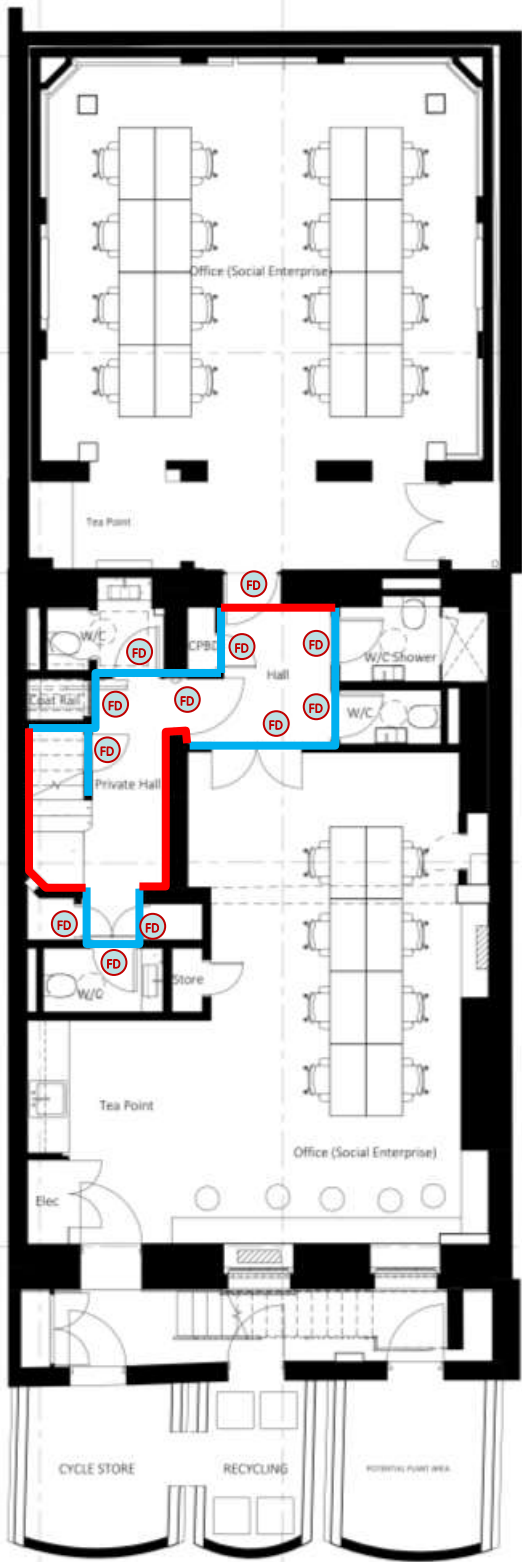 Office (Social Enterprise)
Tea Point
FD
W/C
FD
CPBD
FD
FD
W/C Shower
Hall
Coat Rail
FD
FD
FD
W/C
FD
FD
Private Hall
FD
FD
FD
Store
W/C
Tea Point
Office (Social Enterprise)
Elec
CYCLE STORE
RECYCLING
POTENTIAL PLANT AREA